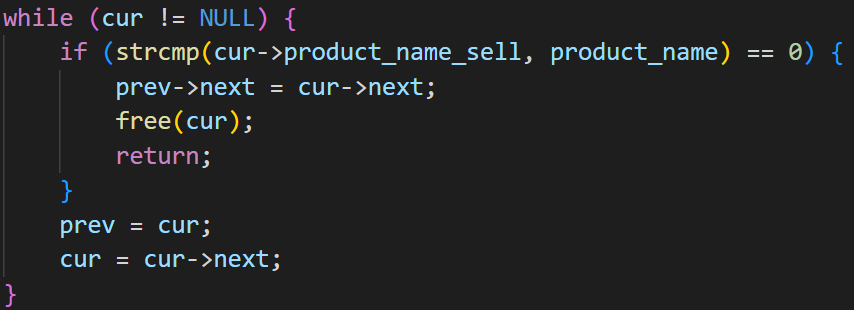 while (cur != NULL) {
    if (strcmp(cur->product_name_sell, product_name) == 0) {
        prev->next = cur->next;
        free(cur);
        return;
    }
    prev = cur;
    cur = cur->next;
}